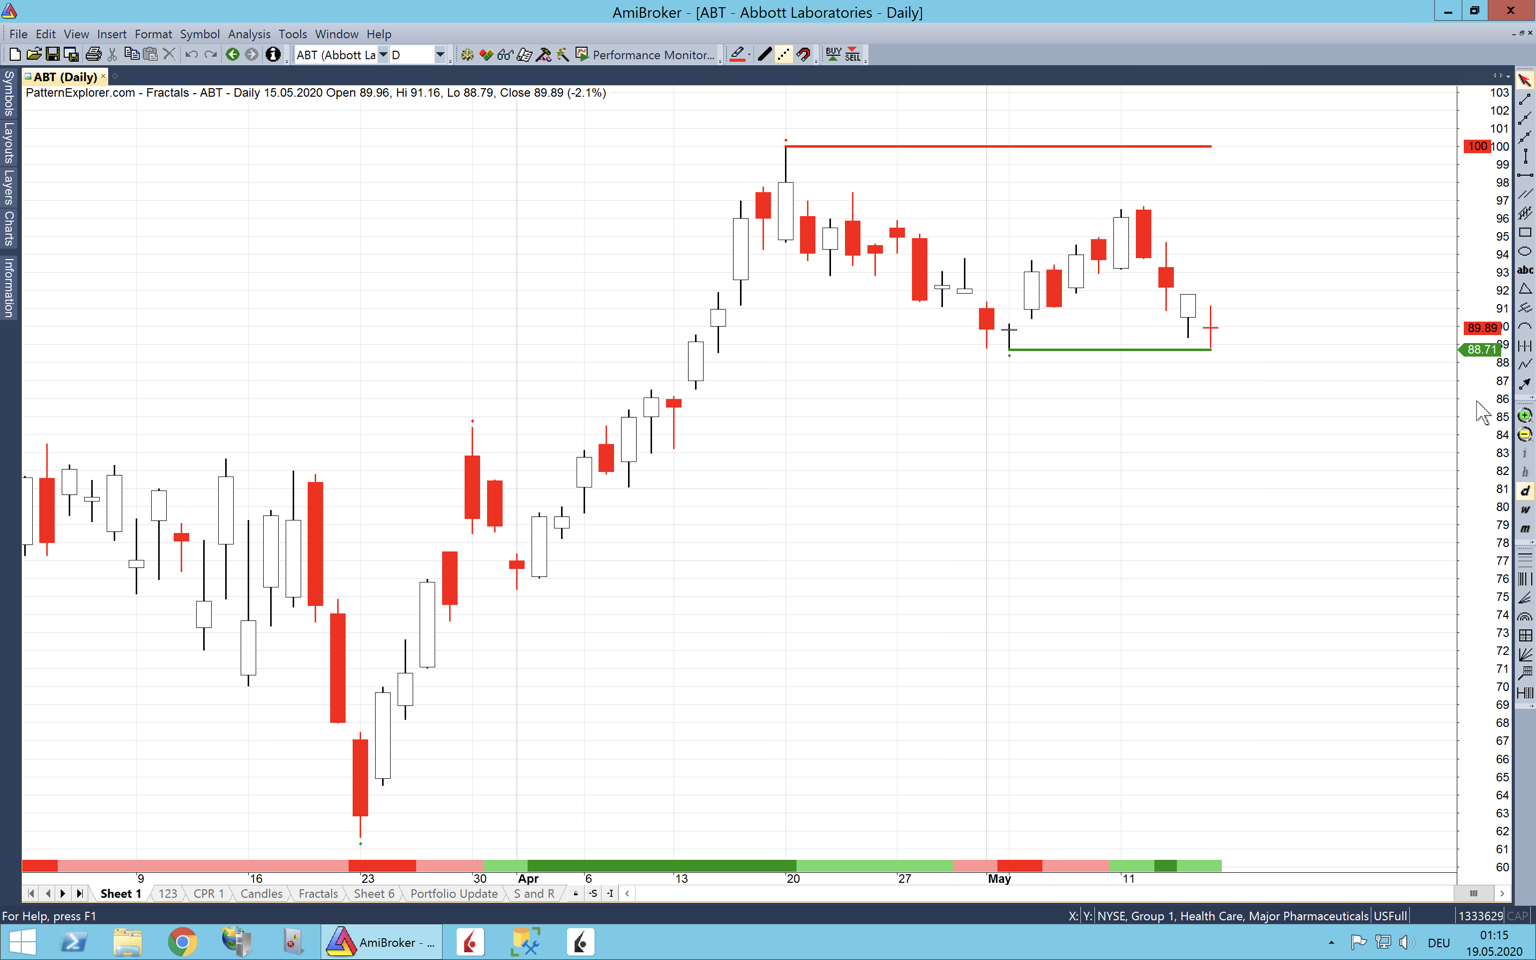 AmiBroker - [ABT - Abbott Laboratories - Daily]
File Edit View Insert Format Symbol Analysis Tools Window Help
ABT (Abbott La D Performance Monitor... BUY SELL
ABT (Daily)
PatternExplorer.com - Fractals - ABT - Daily 15.05.2020 Open 89.96, Hi 91.16, Lo 88.79, Close 89.89 (-2.1%)
Symbols
Layouts
Layers
Charts
Information
103
102
101
100 100
99
98
97
96
95
94
93
92
91
89.89
88.71
88
87
86
85
84
83
82
81
80
79
78
77
76
75
74
73
72
71
70
69
68
67
66
65
64
63
62
61
60
abc
i
h
d
w
m
9 16 23 30 Apr 6 13 20 27 May 11
Sheet 1 123 CPR 1 Candles Fractals Sheet 6 Portfolio Update S and R -S -I
For Help, press F1
X: Y: NYSE, Group 1, Health Care, Major Pharmaceuticals USFull 1333629 CAP
AmiBroker - ...
DEU
01:15
19.05.2020